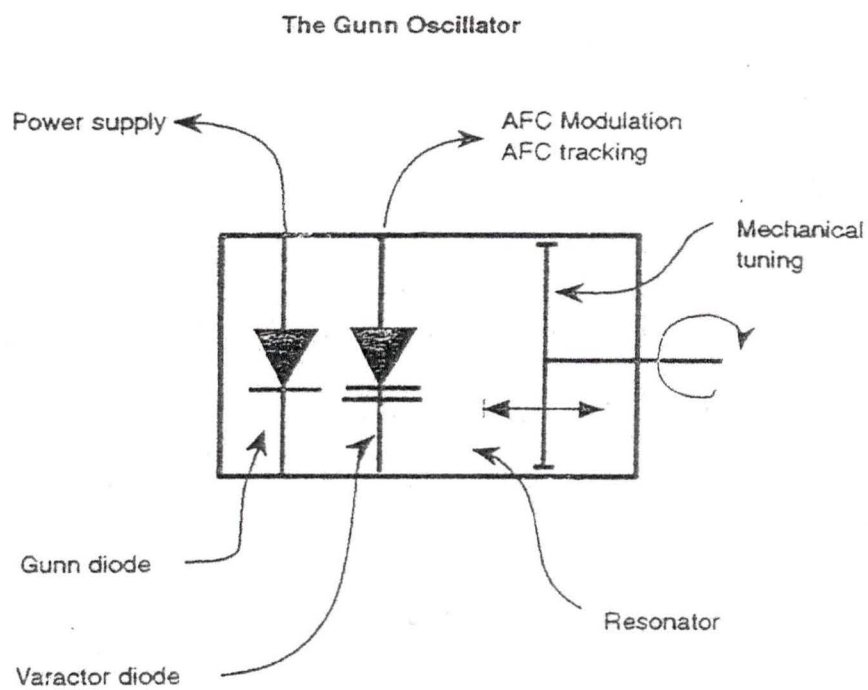 The Gunn Oscillator
Power supply
AFC Modulation
AFC tracking
Mechanical
tuning
Gunn diode
Resonator
Varactor diode